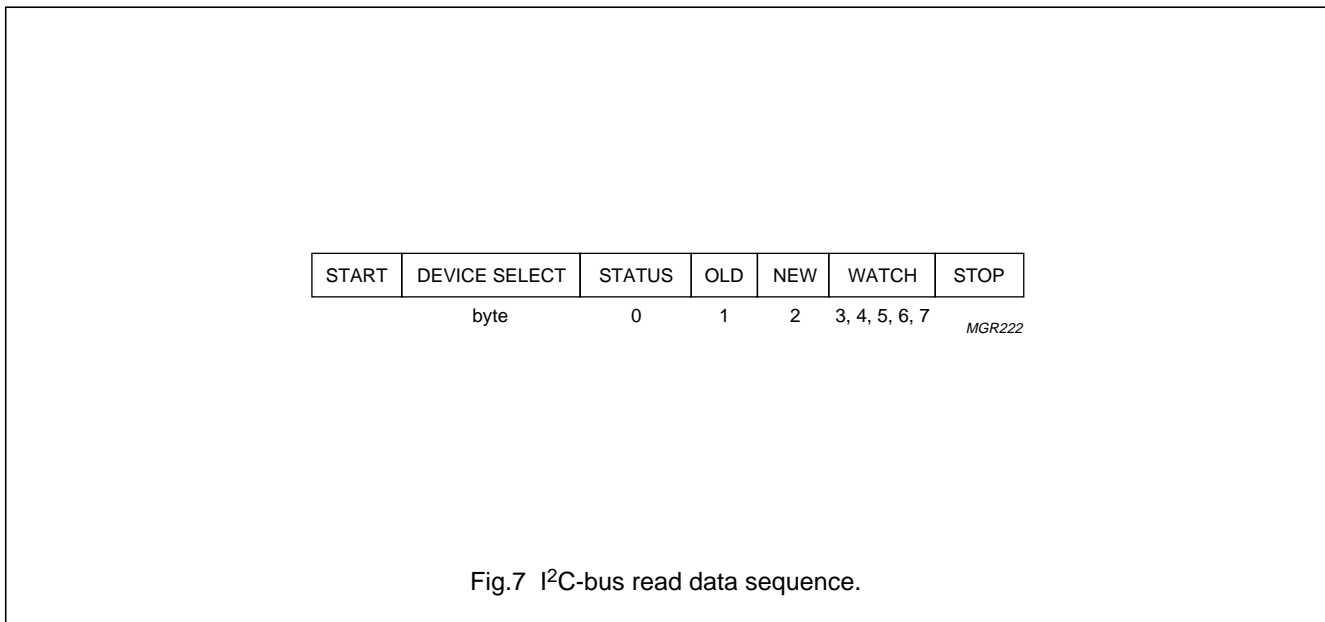 START DEVICE SELECT STATUS OLD NEW WATCH STOP
byte 0 1 2 3, 4, 5, 6, 7
MGR222
Fig.7 I²C-bus read data sequence.